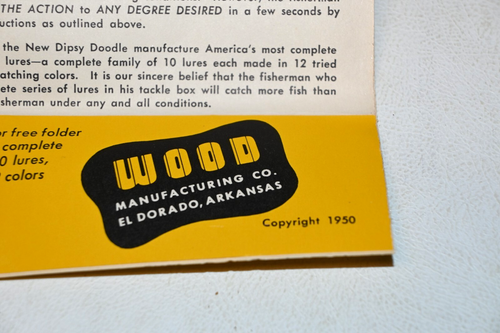 THE ACTION to ANY DEGREE DESIRED in a few seconds by
uctions as outlined above.
the New Dipsy Doodle manufacture America's most complete
lures—a complete family of 10 lures each made in 12 tried
atching colors. It is our sincere belief that the fisherman who
ete series of lures in his tackle box will catch more fish than
sherman under any and all conditions.
or free folder
complete
0 lures,
colors
WOOD
MANUFACTURING CO.
EL DORADO, ARKANSAS
Copyright 1950